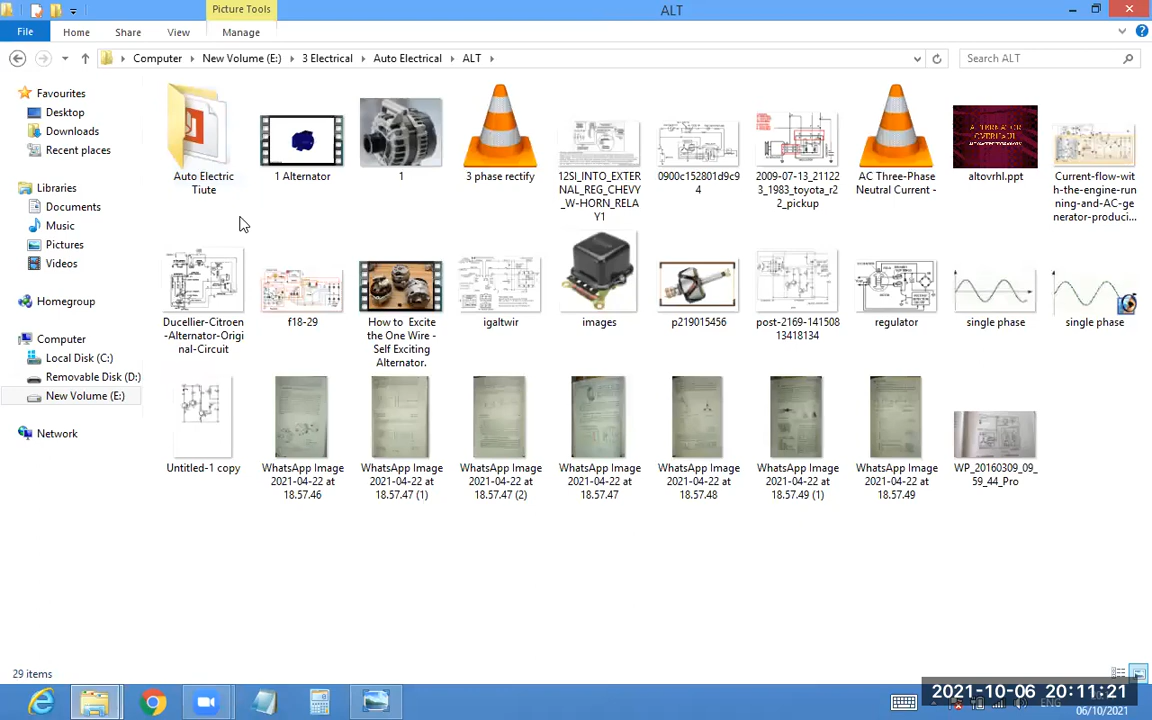 Picture Tools
ALT
File
Home
Share
View
Manage
Computer
New Volume (E:)
3 Electrical
Auto Electrical
ALT
Search ALT
Favourites
Desktop
Downloads
Recent places
Libraries
Documents
Music
Pictures
Videos
Homegroup
Computer
Local Disk (C:)
Removable Disk (D:)
New Volume (E:)
Network
Auto Electric
Tiute
1 Alternator
1
3 phase rectify
12SI_INTO_EXTER
NAL_REG_CHEVY
_W-HORN_RELA
Y1
0900c152801d9c9
4
2009-07-13_21122
3_1983_toyota_r2
2_pickup
AC Three-Phase
Neutral Current -
ALTERNATOR
OVERHAUL
altovrhl.ppt
Current-flow-wit
h-the-engine-run
ning-and-AC-ge
nerator-produci...
Ducellier-Citroen
-Alternator-Origi
nal-Circuit
f18-29
How to Excite
the One Wire -
Self Exciting
Alternator.
igaltwir
images
p219015456
post-2169-141508
13418134
regulator
single phase
single phase
Untitled-1 copy
WhatsApp Image
2021-04-22 at
18.57.46
WhatsApp Image
2021-04-22 at
18.57.47 (1)
WhatsApp Image
2021-04-22 at
18.57.47 (2)
WhatsApp Image
2021-04-22 at
18.57.47
WhatsApp Image
2021-04-22 at
18.57.48
WhatsApp Image
2021-04-22 at
18.57.49 (1)
WhatsApp Image
2021-04-22 at
18.57.49
WP_20160309_09_
59_44_Pro
29 items
2021-10-06 20:11:21
ENG
06/10/2021